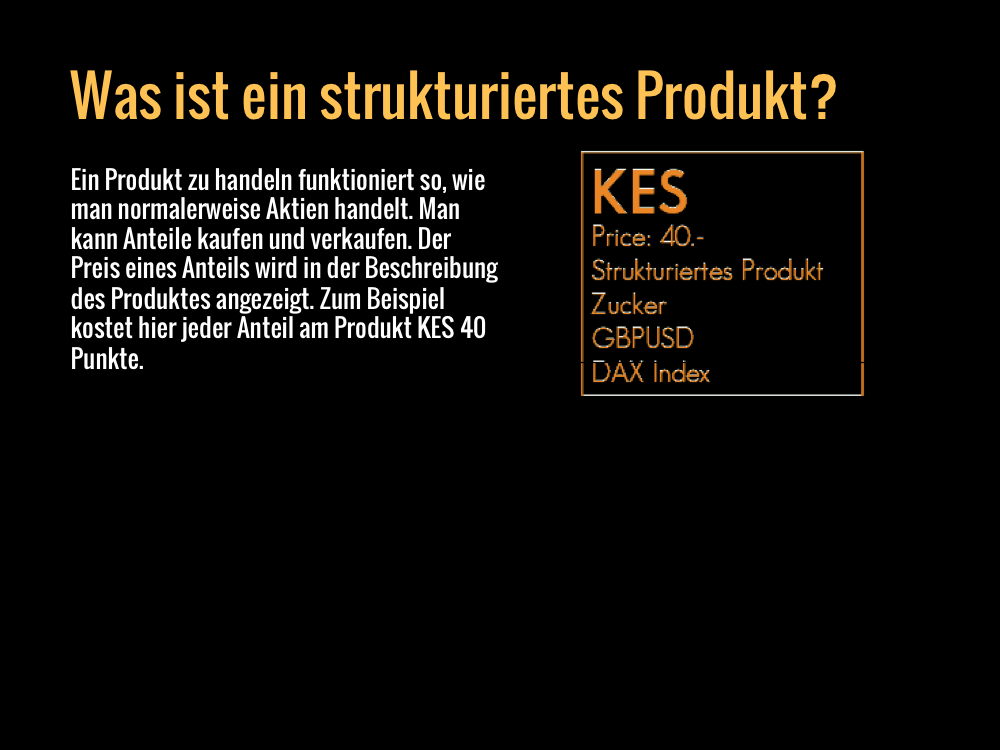 Was ist ein strukturiertes Produkt?
Ein Produkt zu handeln funktioniert so, wie
man normalerweise Aktien handelt. Man
kann Anteile kaufen und verkaufen. Der
Preis eines Anteils wird in der Beschreibung
des Produktes angezeigt. Zum Beispiel
kostet hier jeder Anteil am Produkt KES 40
Punkte.
KES
Price: 40.-
Strukturiertes Produkt
Zucker
GBPUSD
DAX Index